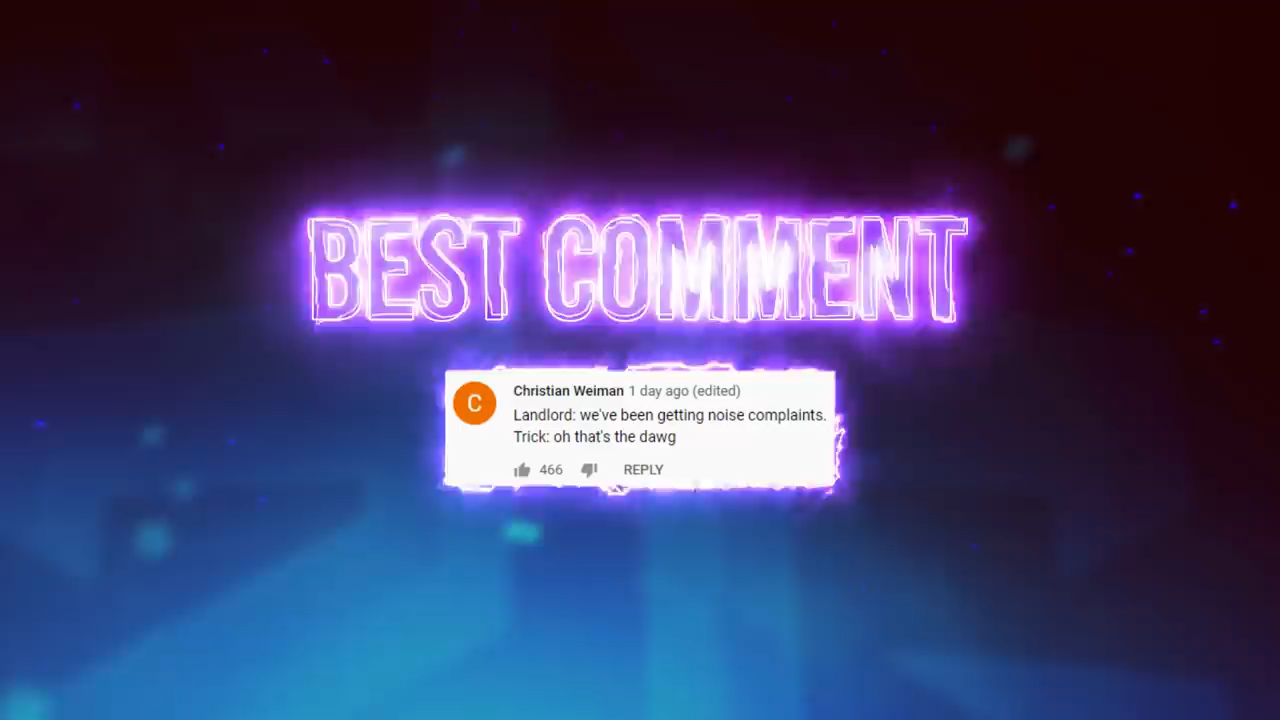 BEST COMMENT
C
Christian Weiman 1 day ago (edited)
Landlord: we've been getting noise complaints.
Trick: oh that's the dawg
466 REPLY